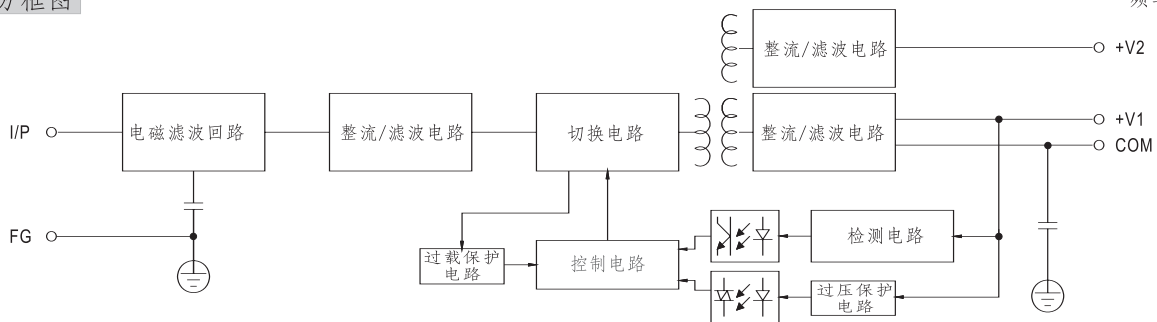 方框图
整流/滤波电路
+V2
I/P
电磁滤波回路
整流/滤波电路
切换电路
整流/滤波电路
+V1
COM
FG
过载保护
电路
控制电路
检测电路
过压保护
电路